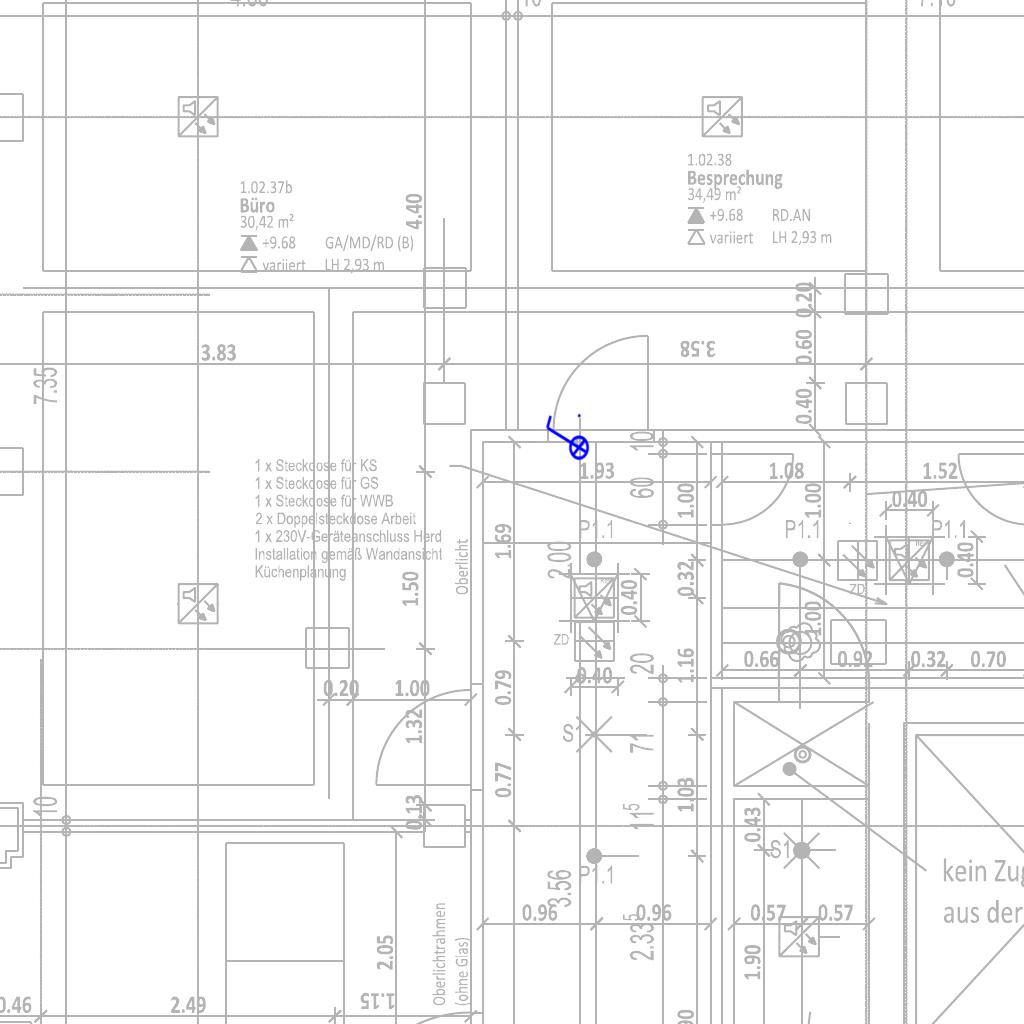 4.60
10
7.10
1.02.38
Besprechung
34,49 m²
+9.68 RD.AN
variiert LH 2,93 m
1.02.37b
Büro
30,42 m²
+9.68 GA/MD/RD (B)
variiert LH 2,93 m
4.40
0.20
0.60
0.40
3.83
3.58
7.35
1 x Steckdose für KS
1 x Steckdose für GS
1 x Steckdose für WWB
2 x Doppelsteckdose Arbeit
1 x 230V-Geräteanschluss Herd
Installation gemäß Wandansicht
Küchenplanung
Oberlicht
10
1.93
60
1.00
1.08
1.00
1.52
0.40
1.69
P1.1
P1.1
P1.1
2.00
0.40
0.32
0.40
ZD
1.50
ZD
1.00
20
1.16
0.66
0.92
0.32
0.70
0.40
0.20
1.00
0.79
1.32
S1
71
0.77
1.03
11⁵
10
0.13
0.43
S1
P1.1
3.56
kein Zug
aus der
0.96
0.96
0.57
0.57
2.33⁵
Oberlichtrahmen
(ohne Glas)
2.05
1.90
0.46
2.49
1.15
90